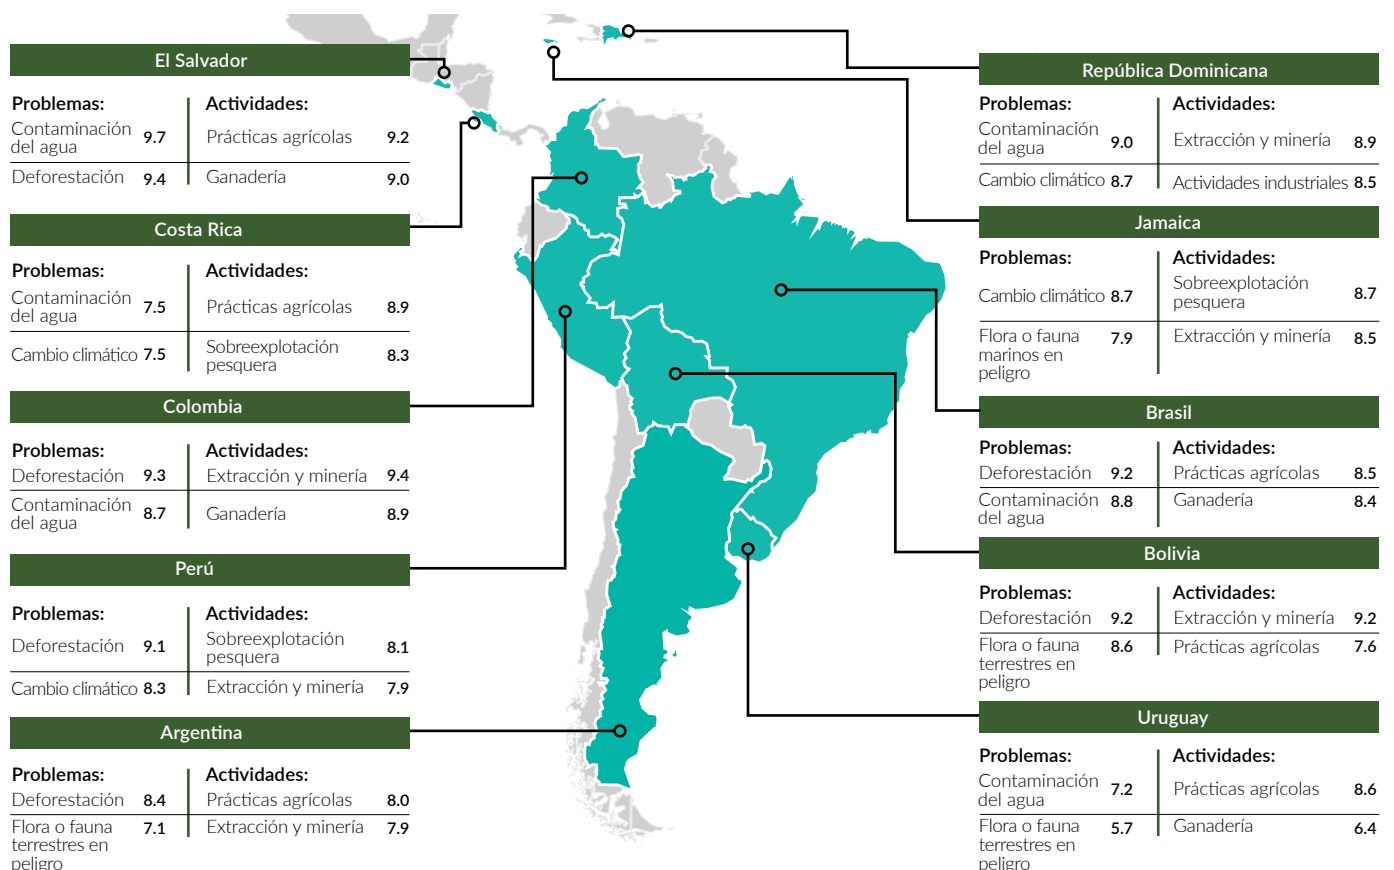 El Salvador
Problemas:
Actividades:
Contaminación
del agua
9.7
Prácticas agrícolas
9.2
Deforestación
9.4
Ganadería
9.0
Costa Rica
Problemas:
Actividades:
Contaminación
del agua
7.5
Prácticas agrícolas
8.9
Cambio climático
7.5
Sobreexplotación
pesquera
8.3
Colombia
Problemas:
Actividades:
Deforestación
9.3
Extracción y minería
9.4
Contaminación
del agua
8.7
Ganadería
8.9
Perú
Problemas:
Actividades:
Deforestación
9.1
Sobreexplotación
pesquera
8.1
Cambio climático
8.3
Extracción y minería
7.9
Argentina
Problemas:
Actividades:
Deforestación
8.4
Prácticas agrícolas
8.0
Flora o fauna
terrestres en
peligro
7.1
Extracción y minería
7.9
República Dominicana
Problemas:
Actividades:
Contaminación
del agua
9.0
Extracción y minería
8.9
Cambio climático
8.7
Actividades industriales
8.5
Jamaica
Problemas:
Actividades:
Cambio climático
8.7
Sobreexplotación
pesquera
8.7
Flora o fauna
marinos en
peligro
7.9
Extracción y minería
8.5
Brasil
Problemas:
Actividades:
Deforestación
9.2
Prácticas agrícolas
8.5
Contaminación
del agua
8.8
Ganadería
8.4
Bolivia
Problemas:
Actividades:
Deforestación
9.2
Extracción y minería
9.2
Flora o fauna
terrestres en
peligro
8.6
Prácticas agrícolas
7.6
Uruguay
Problemas:
Actividades:
Contaminación
del agua
7.2
Prácticas agrícolas
8.6
Flora o fauna
terrestres en
peligro
5.7
Ganadería
6.4